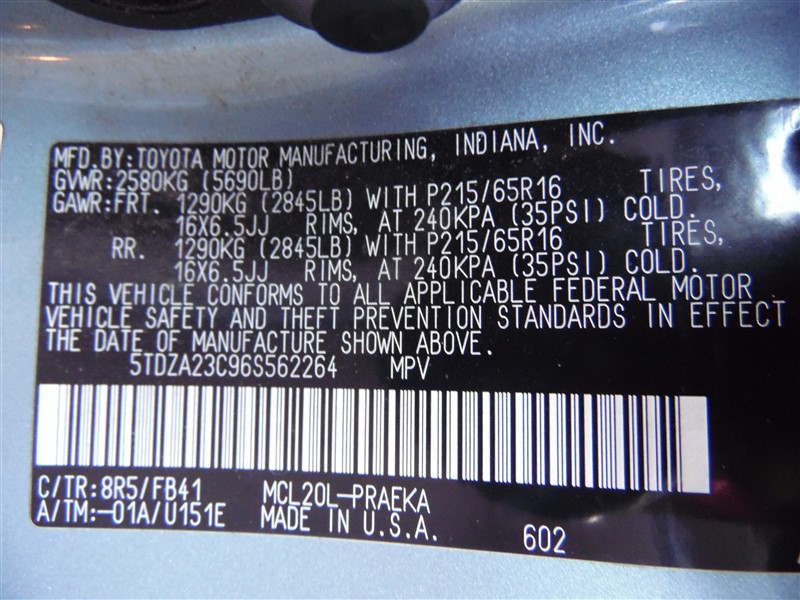 MFD.BY:TOYOTA MOTOR MANUFACTURING, INDIANA, INC.
GVWR:2580KG (5690LB)
GAWR:FRT. 1290KG (2845LB) WITH P215/65R16 TIRES,
16X6.5JJ RIMS, AT 240KPA (35PSI) COLD.
RR. 1290KG (2845LB) WITH P215/65R16 TIRES,
16X6.5JJ RIMS, AT 240KPA (35PSI) COLD.
THIS VEHICLE CONFORMS TO ALL APPLICABLE FEDERAL MOTOR
VEHICLE SAFETY AND THEFT PREVENTION STANDARDS IN EFFECT
THE DATE OF MANUFACTURE SHOWN ABOVE.
5TDZA23C96S562264 MPV
C/TR:8R5/FB41 MCL20L-PRAEKA
A/TM:-01A/U151E MADE IN U.S.A.
602